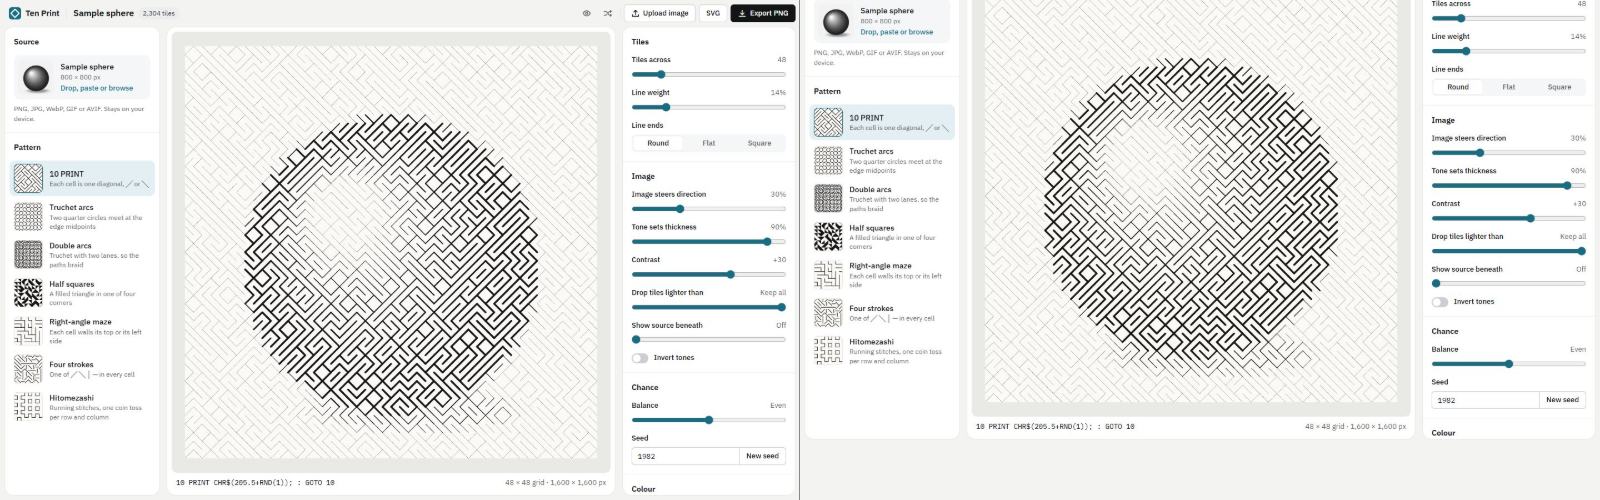 Ten Print
Sample sphere
2,304 tiles
Upload image
SVG
Export PNG
Source
Sample sphere
800 × 800 px
Drop, paste or browse
PNG, JPG, WebP, GIF or AVIF. Stays on your
device.
Pattern
10 PRINT
Each cell is one diagonal, ╱ or ╲
Truchet arcs
Two quarter circles meet at the
edge midpoints
Double arcs
Truchet with two lanes, so the
paths braid
Half squares
A filled triangle in one of four
corners
Right-angle maze
Each cell walls its top or its left
side
Four strokes
One of ╱ ╲ │ — in every cell
Hitomezashi
Running stitches, one coin toss
per row and column
10 PRINT CHR$(205.5+RND(1)); : GOTO 10
48 × 48 grid · 1,600 × 1,600 px
Tiles
Tiles across
48
Line weight
14%
Line ends
Round
Flat
Square
Image
Image steers direction
30%
Tone sets thickness
90%
Contrast
+30
Drop tiles lighter than
Keep all
Show source beneath
Off
Invert tones
Chance
Balance
Even
Seed
1982
New seed
Colour
Sample sphere
800 × 800 px
Drop, paste or browse
PNG, JPG, WebP, GIF or AVIF. Stays on your
device.
Pattern
10 PRINT
Each cell is one diagonal, ╱ or ╲
Truchet arcs
Two quarter circles meet at the
edge midpoints
Double arcs
Truchet with two lanes, so the
paths braid
Half squares
A filled triangle in one of four
corners
Right-angle maze
Each cell walls its top or its left
side
Four strokes
One of ╱ ╲ │ — in every cell
Hitomezashi
Running stitches, one coin toss
per row and column
10 PRINT CHR$(205.5+RND(1)); : GOTO 10
48 × 48 grid · 1,600 × 1,600 px
Tiles across
48
Line weight
14%
Line ends
Round
Flat
Square
Image
Image steers direction
30%
Tone sets thickness
90%
Contrast
+30
Drop tiles lighter than
Keep all
Show source beneath
Off
Invert tones
Chance
Balance
Even
Seed
1982
New seed
Colour